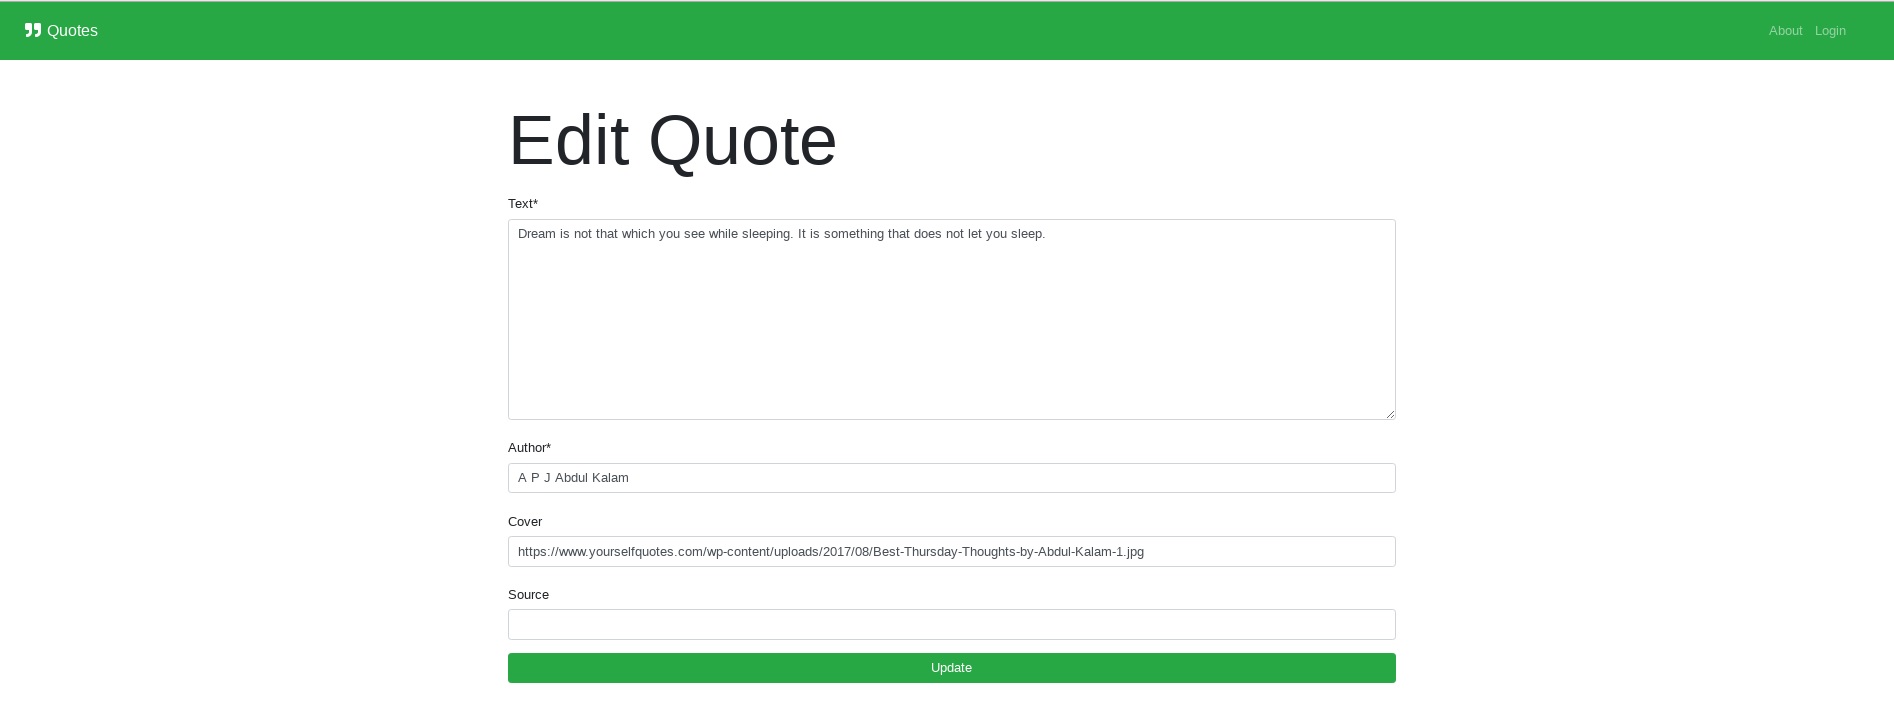 Quotes
About Login
Edit Quote
Text*
Dream is not that which you see while sleeping. It is something that does not let you sleep.
Author*
A P J Abdul Kalam
Cover
https://www.yourselfquotes.com/wp-content/uploads/2017/08/Best-Thursday-Thoughts-by-Abdul-Kalam-1.jpg
Source
Update